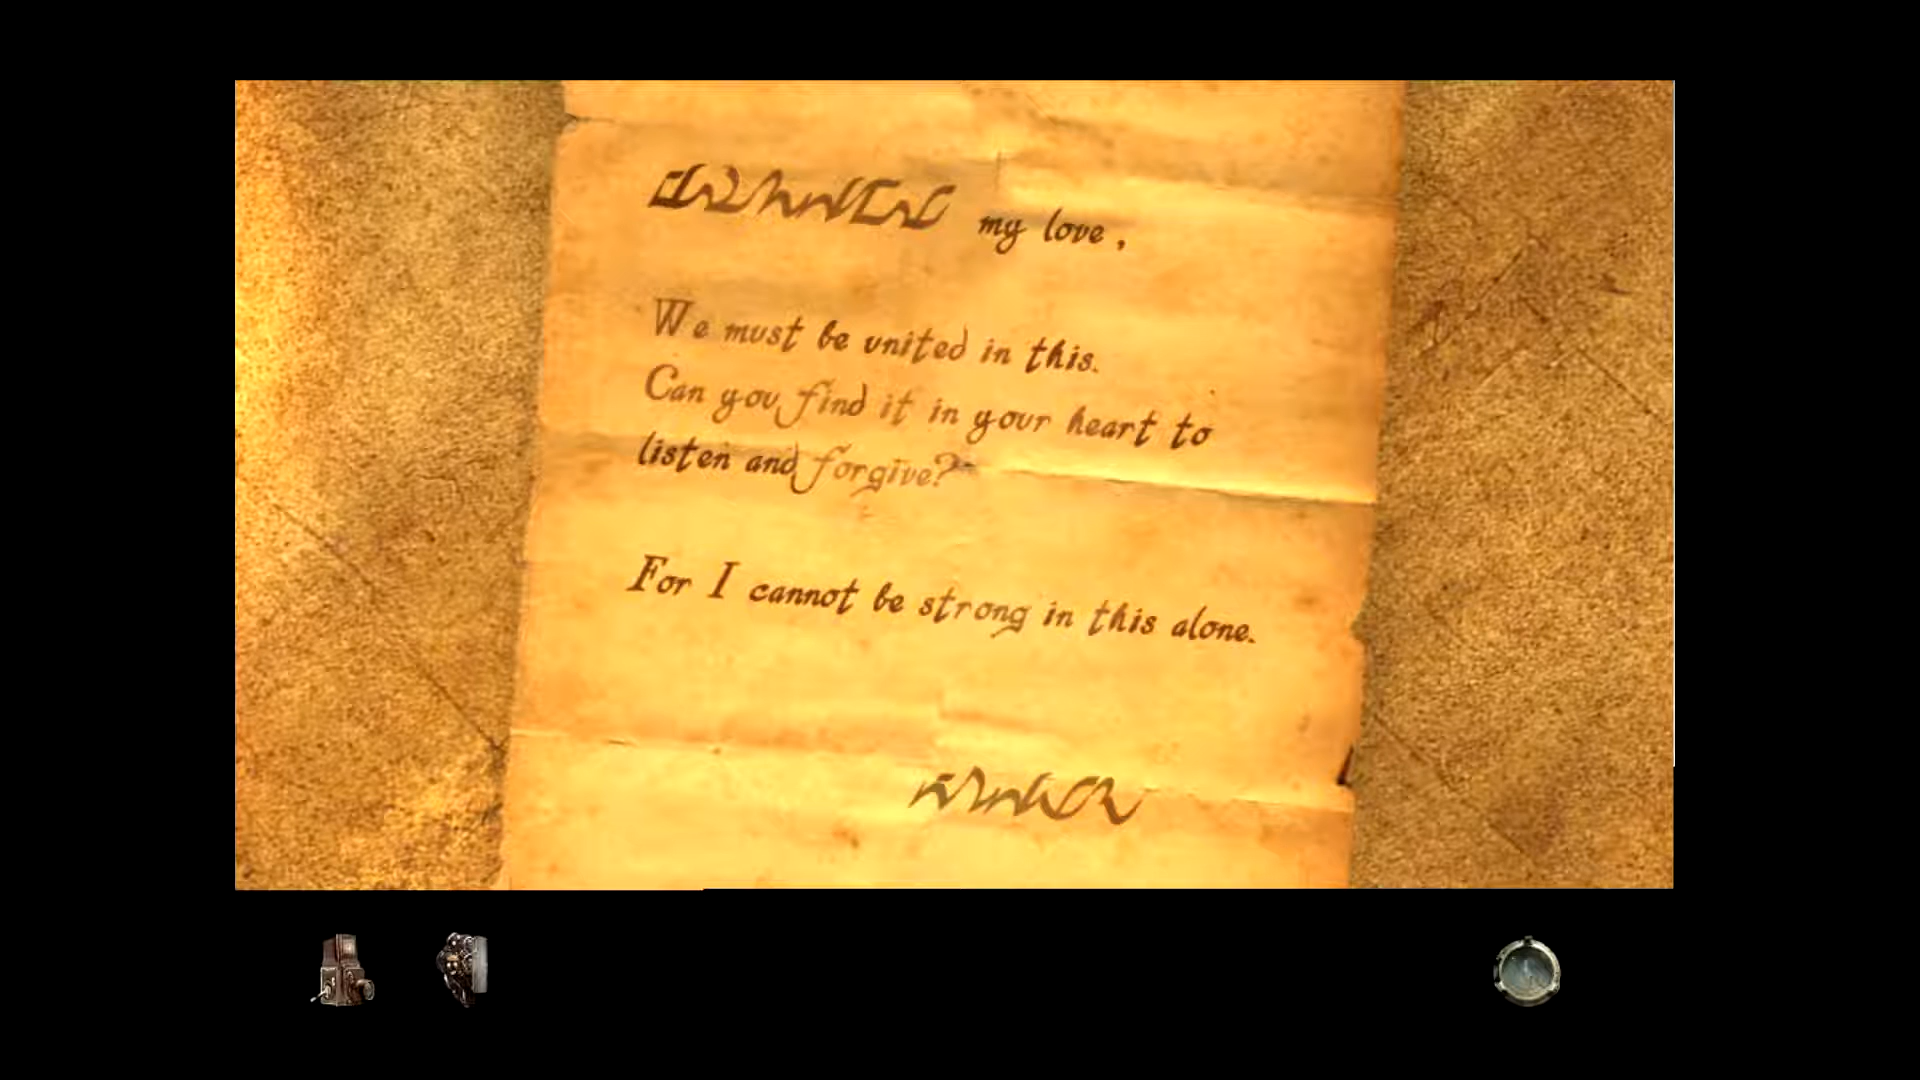 my love,
We must be united in this.
Can you find it in your heart to
listen and forgive?
For I cannot be strong in this alone.